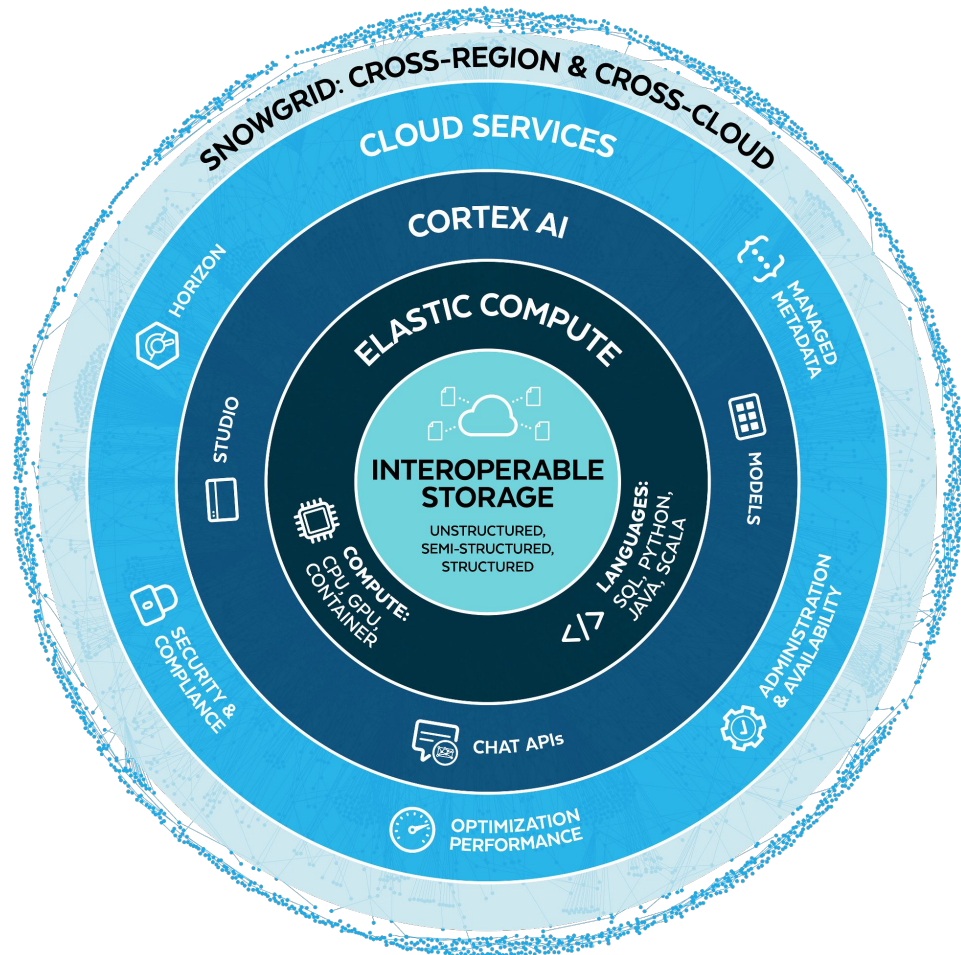 SNOWGRID: CROSS-REGION & CROSS-CLOUD
CLOUD SERVICES
HORIZON
MANAGED
METADATA
SECURITY &
COMPLIANCE
ADMINISTRATION
& AVAILABILITY
OPTIMIZATION
PERFORMANCE
CORTEX AI
STUDIO
MODELS
CHAT APIs
ELASTIC COMPUTE
COMPUTE:
CPU, GPU,
CONTAINER
LANGUAGES:
SQL, PYTHON,
JAVA, SCALA
INTEROPERABLE
STORAGE
UNSTRUCTURED,
SEMI-STRUCTURED,
STRUCTURED